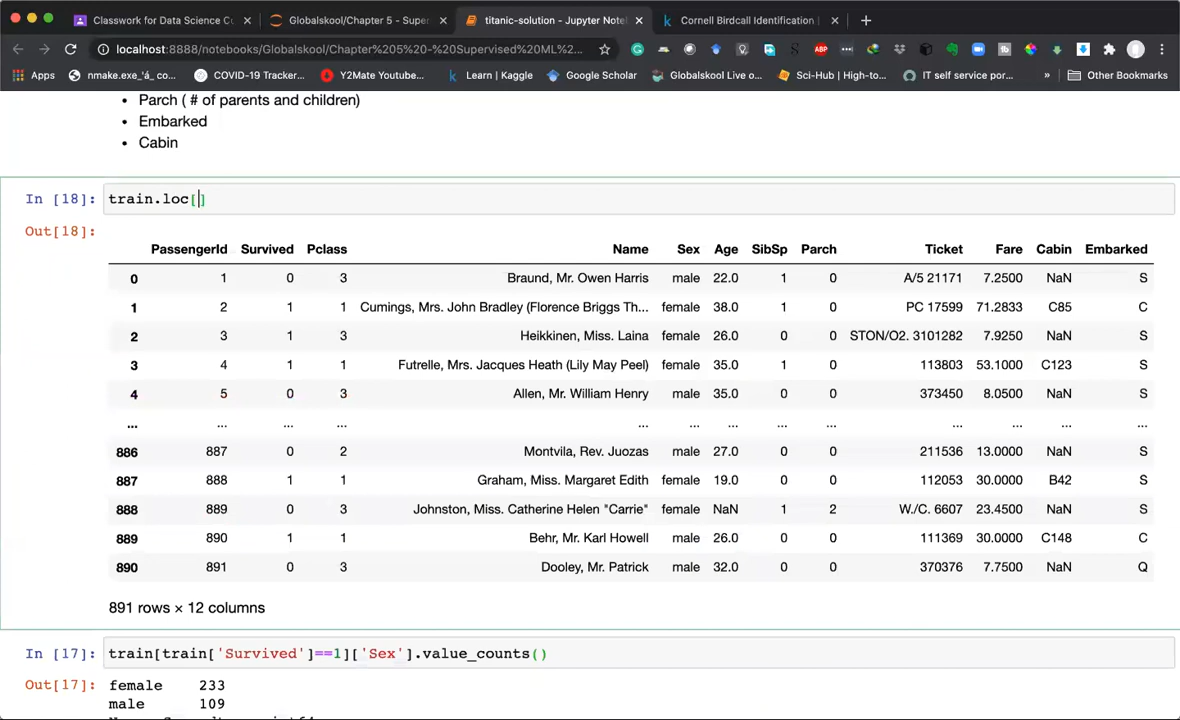 Classwork for Data Science Co
Globalskool/Chapter 5 - Super
titanic-solution - Jupyter Note
Cornell Birdcall Identification
localhost:8888/notebooks/Globalskool/Chapter%205%20-%20Supervised%20ML%...
Apps
nmake.exe_'á_ co...
COVID-19 Tracker...
Y2Mate Youtube...
Learn | Kaggle
Google Scholar
Globalskool Live o...
Sci-Hub | High-to...
IT self service por...
»
Other Bookmarks
• Parch ( # of parents and children)
• Embarked
• Cabin
In [18]: train.loc[]
Out[18]:
PassengerId Survived Pclass Name Sex Age SibSp Parch Ticket Fare Cabin Embarked
0 1 0 3 Braund, Mr. Owen Harris male 22.0 1 0 A/5 21171 7.2500 NaN S
1 2 1 1 Cumings, Mrs. John Bradley (Florence Briggs Th... female 38.0 1 0 PC 17599 71.2833 C85 C
2 3 1 3 Heikkinen, Miss. Laina female 26.0 0 0 STON/O2. 3101282 7.9250 NaN S
3 4 1 1 Futrelle, Mrs. Jacques Heath (Lily May Peel) female 35.0 1 0 113803 53.1000 C123 S
4 5 0 3 Allen, Mr. William Henry male 35.0 0 0 373450 8.0500 NaN S
... ... ... ... ... ... ... ... ... ... ... ... ...
886 887 0 2 Montvila, Rev. Juozas male 27.0 0 0 211536 13.0000 NaN S
887 888 1 1 Graham, Miss. Margaret Edith female 19.0 0 0 112053 30.0000 B42 S
888 889 0 3 Johnston, Miss. Catherine Helen "Carrie" female NaN 1 2 W./C. 6607 23.4500 NaN S
889 890 1 1 Behr, Mr. Karl Howell male 26.0 0 0 111369 30.0000 C148 C
890 891 0 3 Dooley, Mr. Patrick male 32.0 0 0 370376 7.7500 NaN Q
891 rows × 12 columns
In [17]: train[train['Survived']==1]['Sex'].value_counts()
Out[17]: female 233
male 109